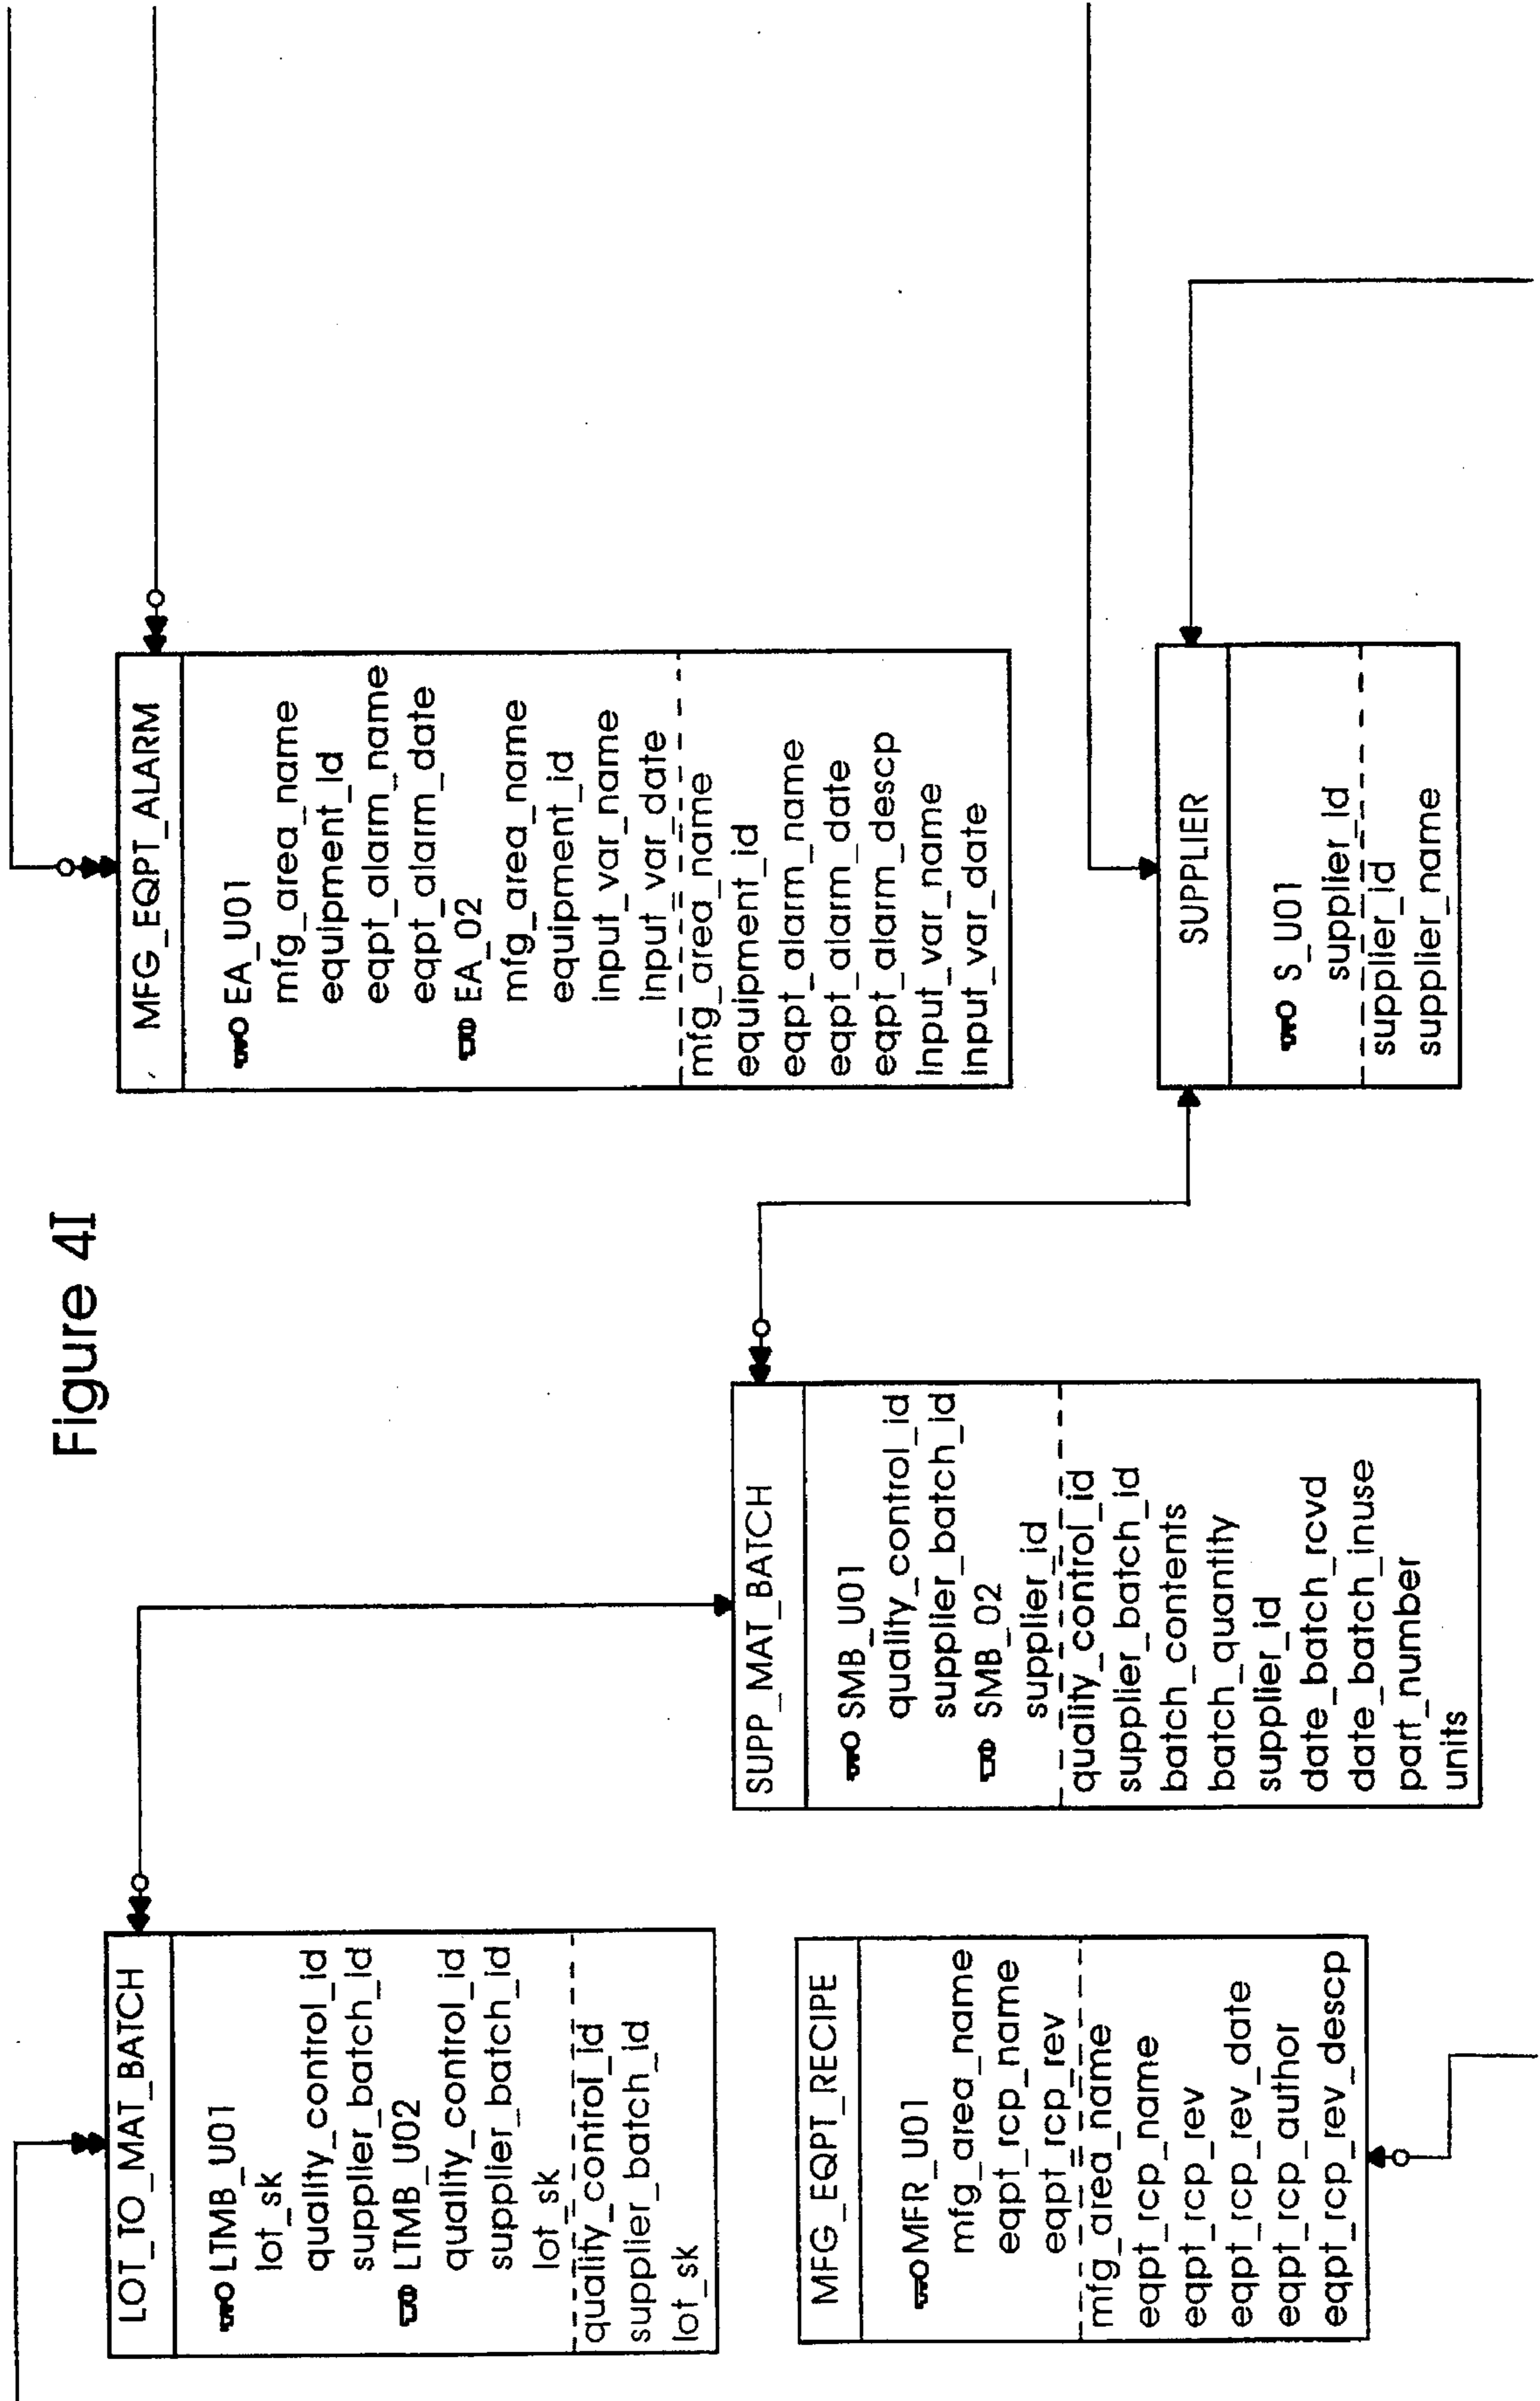 Figure 4I
LOT_TO_MAT_BATCH
LTMB_U01
lot_sk
quality_control_id
supplier_batch_id
LTMB_U02
quality_control_id
supplier_batch_id
lot_sk
quality_control_id
supplier_batch_id
lot_sk
MFG_EQPT_RECIPE
MFR_U01
mfg_area_name
eqpt_rcp_name
eqpt_rcp_rev
mfg_area_name
eqpt_rcp_name
eqpt_rcp_rev
eqpt_rcp_rev_date
eqpt_rcp_author
eqpt_rcp_rev_descp
SUPP_MAT_BATCH
SMB_U01
quality_control_id
supplier_batch_id
SMB_02
supplier_id
quality_control_id
supplier_batch_id
batch_contents
batch_quantity
supplier_id
date_batch_rcvd
date_batch_inuse
part_number
units
MFG_EQPT_ALARM
EA_U01
mfg_area_name
equipment_id
eqpt_alarm_name
eqpt_alarm_date
EA_02
mfg_area_name
equipment_id
input_var_name
input_var_date
mfg_area_name
equipment_id
eqpt_alarm_name
eqpt_alarm_date
eqpt_alarm_descp
input_var_name
input_var_date
SUPPLIER
S_U01
supplier_id
supplier_id
supplier_name